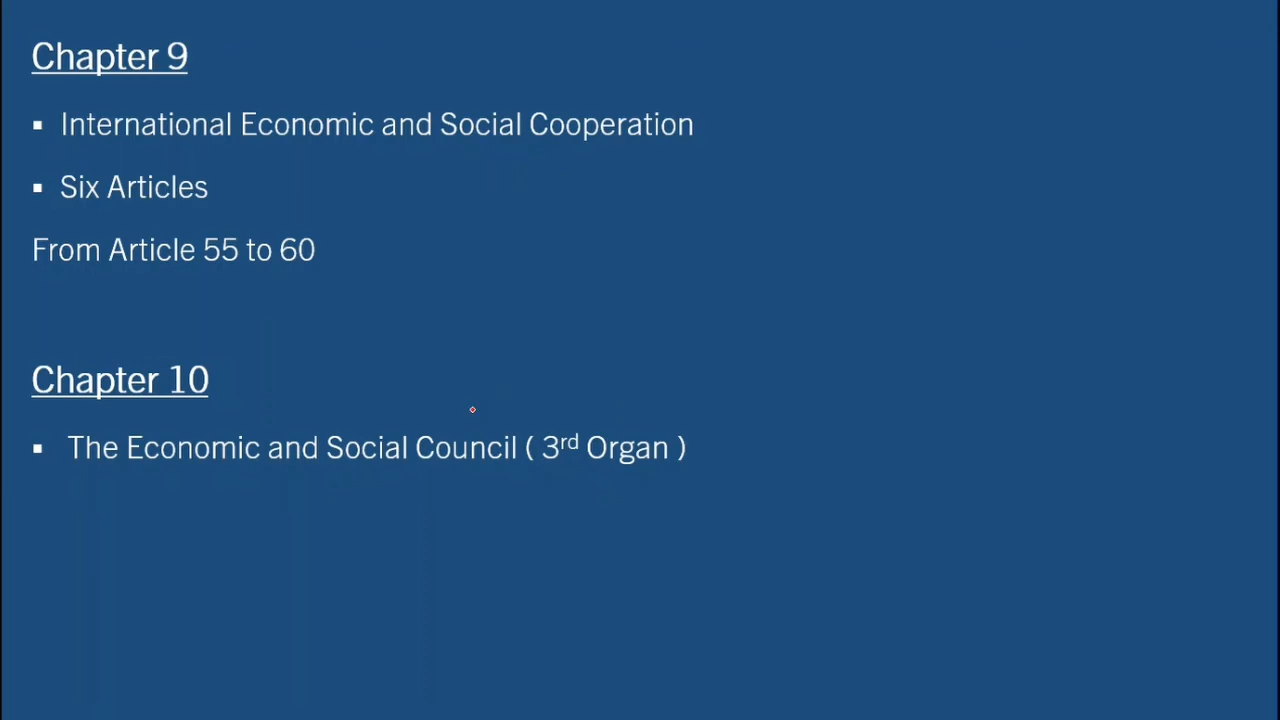 Chapter 9
▪ International Economic and Social Cooperation
▪ Six Articles
From Article 55 to 60
Chapter 10
▪ The Economic and Social Council ( 3rd Organ )